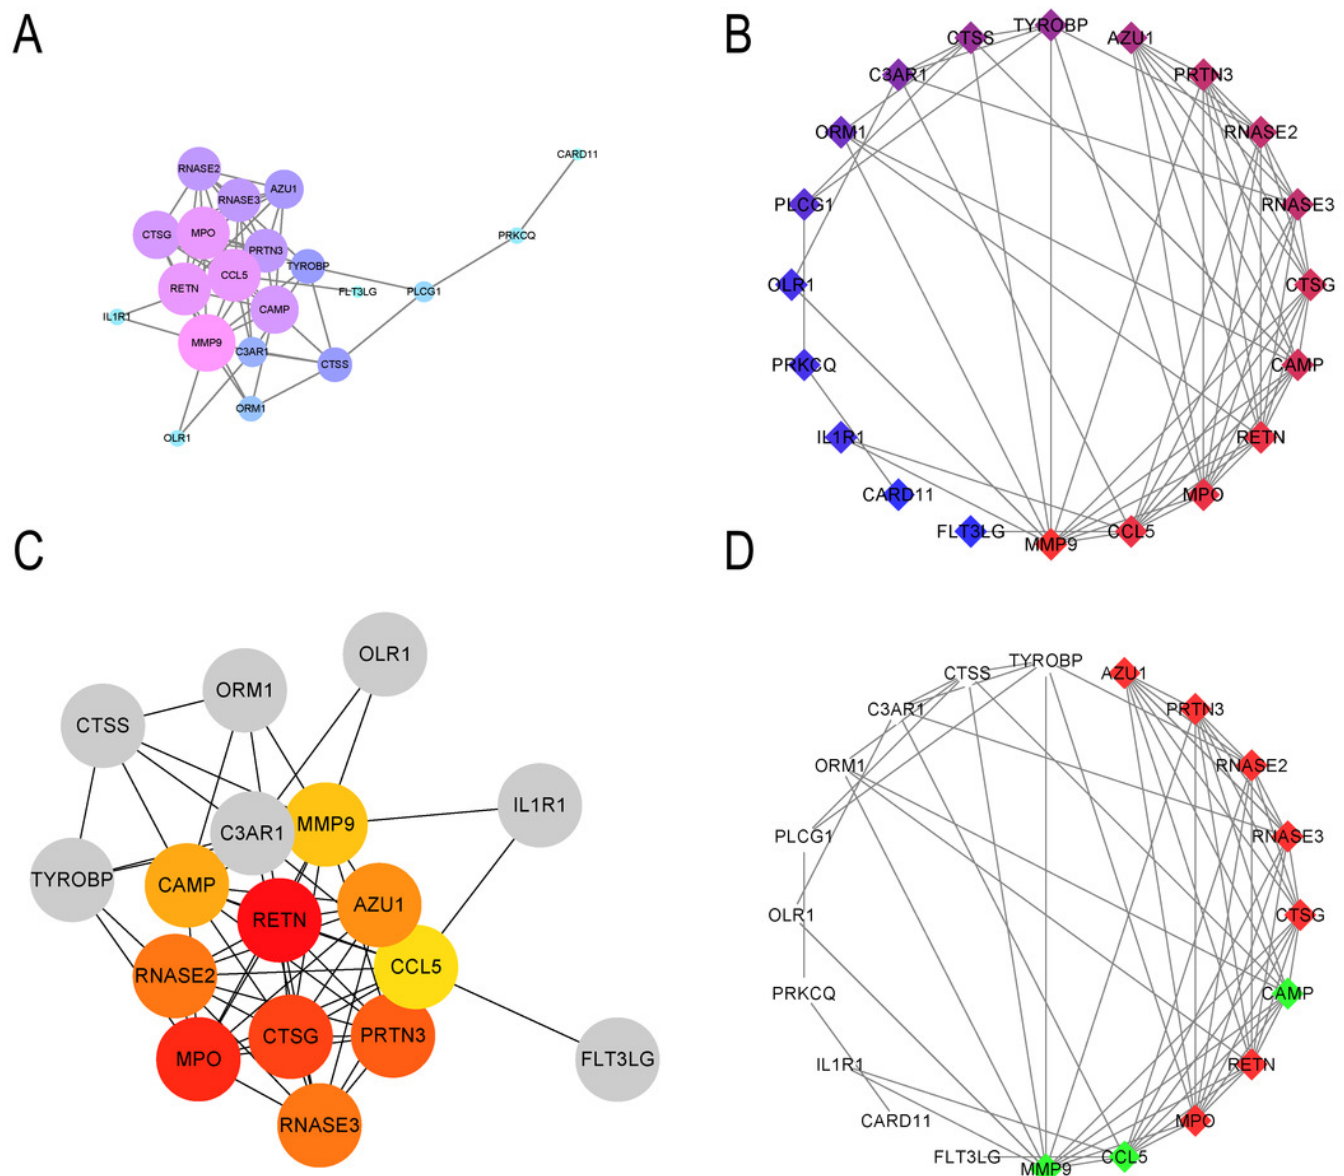 A
CARD11
RNASE2
AZU1
RNASE3
CTSG
MPO
PRKCQ
PRTN3
TYROBP
CCL5
RETN
FLT3LG
PLCG1
CAMP
IL1R1
MMP9
C3AR1
CTSS
ORM1
OLR1
B
TYROBP
CTSS
AZU1
C3AR1
PRTN3
ORM1
RNASE2
PLCG1
RNASE3
OLR1
CTSG
PRKCQ
CAMP
IL1R1
RETN
CARD11
MPO
FLT3LG
MMP9
CCL5
C
OLR1
ORM1
CTSS
IL1R1
MMP9
C3AR1
TYROBP
CAMP
AZU1
RETN
CCL5
RNASE2
CTSG
PRTN3
MPO
FLT3LG
RNASE3
D
TYROBP
CTSS
AZU1
C3AR1
PRTN3
ORM1
RNASE2
PLCG1
RNASE3
OLR1
CTSG
PRKCQ
CAMP
IL1R1
RETN
CARD11
MPO
FLT3LG
MMP9
CCL5